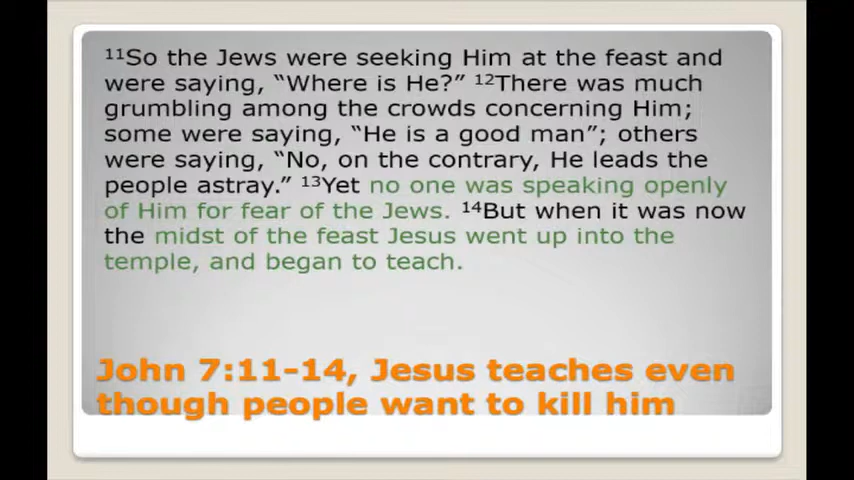 ¹¹So the Jews were seeking Him at the feast and
were saying, “Where is He?” ¹²There was much
grumbling among the crowds concerning Him;
some were saying, “He is a good man”; others
were saying, “No, on the contrary, He leads the
people astray.” ¹³Yet no one was speaking openly
of Him for fear of the Jews. ¹⁴But when it was now
the midst of the feast Jesus went up into the
temple, and began to teach.
John 7:11-14, Jesus teaches even
though people want to kill him